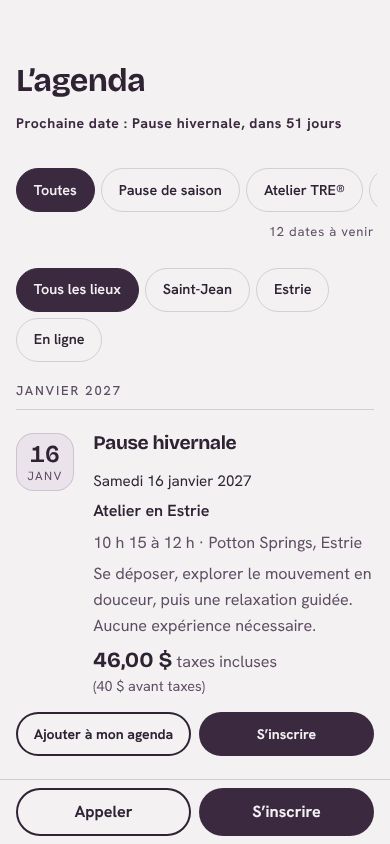 L’agenda
Prochaine date : Pause hivernale, dans 51 jours
Toutes
Pause de saison
Atelier TRE®
12 dates à venir
Tous les lieux
Saint-Jean
Estrie
En ligne
JANVIER 2027
16
JANV
Pause hivernale
Samedi 16 janvier 2027
Atelier en Estrie
10 h 15 à 12 h · Potton Springs, Estrie
Se déposer, explorer le mouvement en
douceur, puis une relaxation guidée.
Aucune expérience nécessaire.
46,00 $ taxes incluses
(40 $ avant taxes)
Ajouter à mon agenda
S’inscrire
Appeler
S’inscrire